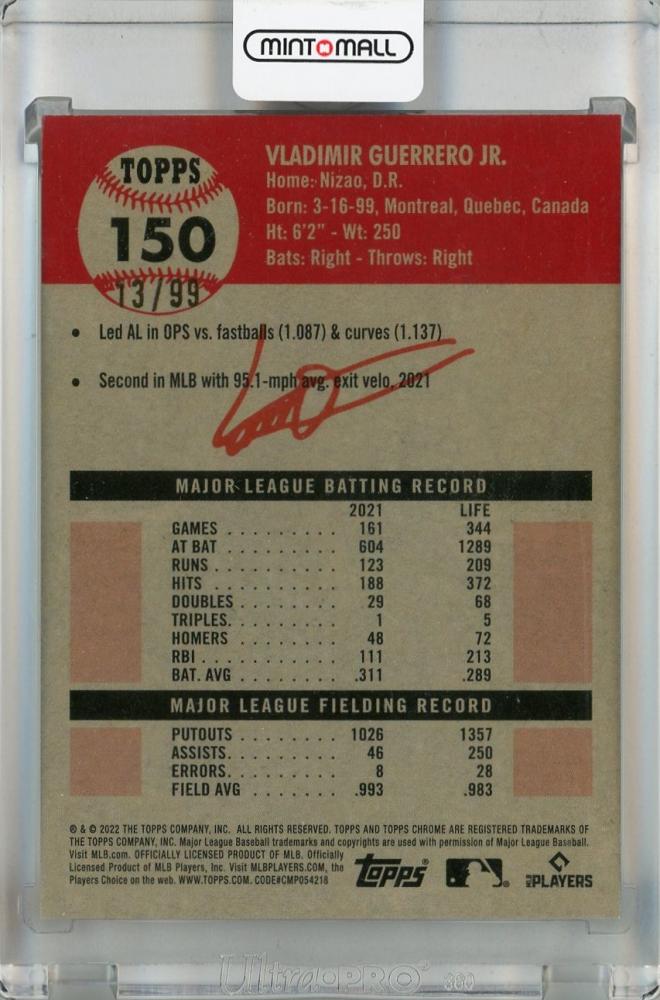 MINT MALL
TOPPS
150
13/99
VLADIMIR GUERRERO JR.
Home: Nizao, D.R.
Born: 3-16-99, Montreal, Quebec, Canada
Ht: 6'2" - Wt: 250
Bats: Right - Throws: Right
• Led AL in OPS vs. fastballs (1.087) & curves (1.137)
• Second in MLB with 95.1-mph avg. exit velo, 2021
MAJOR LEAGUE BATTING RECORD
2021 LIFE
GAMES . . . . . . . . . 161 344
AT BAT . . . . . . . . . 604 1289
RUNS . . . . . . . . . . 123 209
HITS . . . . . . . . . . 188 372
DOUBLES . . . . . . . . 29 68
TRIPLES. . . . . . . . . 1 5
HOMERS . . . . . . . . 48 72
RBI . . . . . . . . . . . 111 213
BAT. AVG . . . . . . . .311 .289
MAJOR LEAGUE FIELDING RECORD
PUTOUTS . . . . . . . . 1026 1357
ASSISTS. . . . . . . . . 46 250
ERRORS. . . . . . . . . 8 28
FIELD AVG . . . . . . . .993 .983
® & © 2022 THE TOPPS COMPANY, INC. ALL RIGHTS RESERVED. TOPPS AND TOPPS CHROME ARE REGISTERED TRADEMARKS OF
THE TOPPS COMPANY, INC. Major League Baseball trademarks and copyrights are used with permission of Major League Baseball.
Visit MLB.com. OFFICIALLY LICENSED PRODUCT OF MLB. Officially
Licensed Product of MLB Players, Inc. Visit MLBPLAYERS.COM, the
Players Choice on the web. WWW.TOPPS.COM. CODE#CMP054218
topps®
MLB PLAYERS
Ultra·PRO® 360